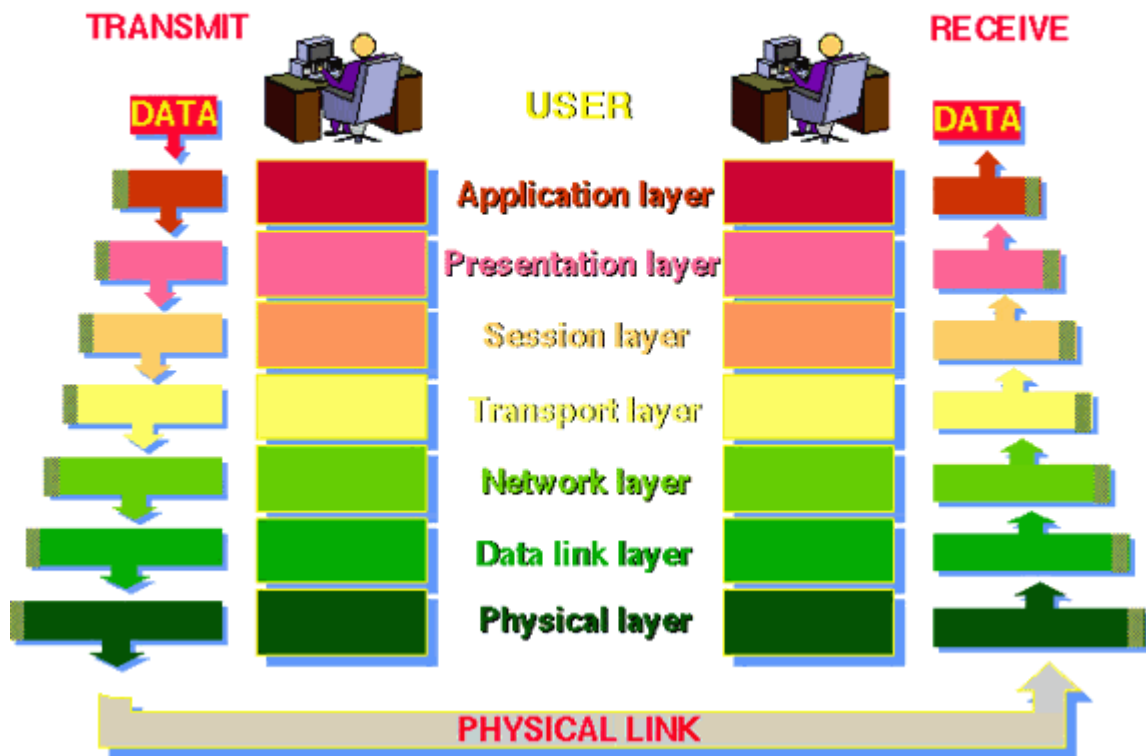 TRANSMIT
RECEIVE
DATA
USER
DATA
Application layer
Presentation layer
Session layer
Transport layer
Network layer
Data link layer
Physical layer
PHYSICAL LINK